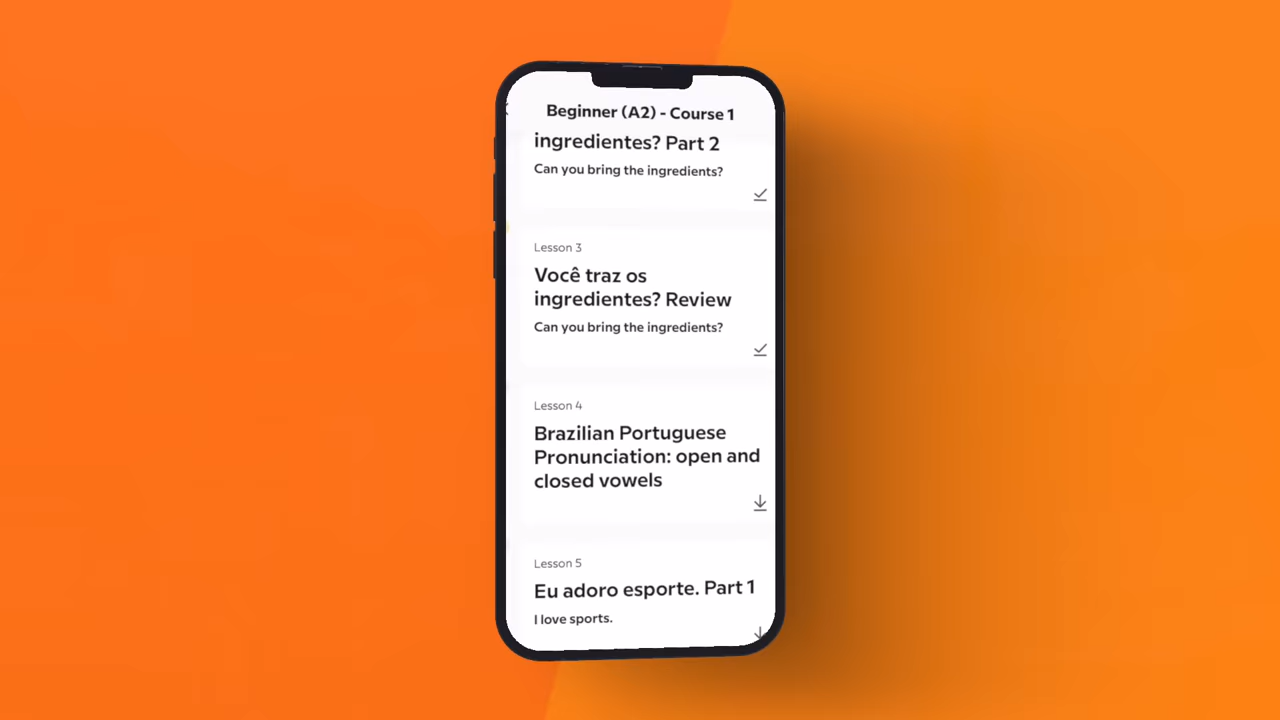 Beginner (A2) - Course 1
ingredientes? Part 2
Can you bring the ingredients?
Lesson 3
Você traz os
ingredientes? Review
Can you bring the ingredients?
Lesson 4
Brazilian Portuguese
Pronunciation: open and
closed vowels
Lesson 5
Eu adoro esporte. Part 1
I love sports.